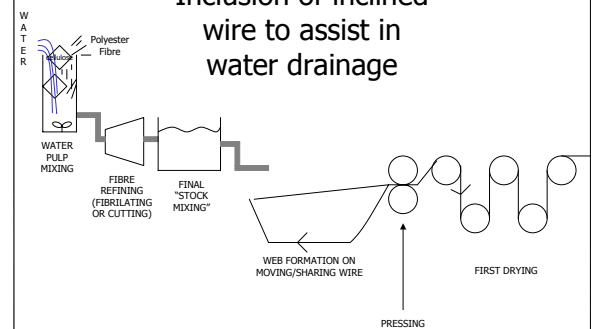 Inclusion of inclined
wire to assist in
water drainage
W
A
T
E
R
Polyester
Fibre
cellulose
WATER
PULP
MIXING
FIBRE
REFINING
(FIBRILATING
OR CUTTING)
FINAL
“STOCK
MIXING”
WEB FORMATION ON
MOVING/SHARING WIRE
FIRST DRYING
PRESSING